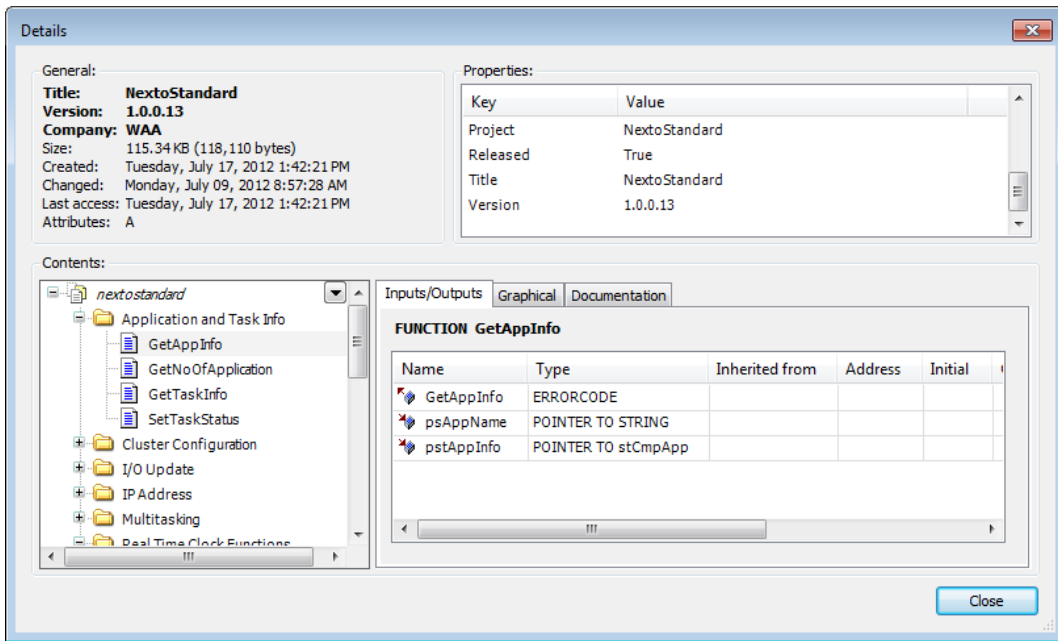 Details
General:
Title: NextoStandard
Version: 1.0.0.13
Company: WAA
Size: 115.34 KB (118,110 bytes)
Created: Tuesday, July 17, 2012 1:42:21 PM
Changed: Monday, July 09, 2012 8:57:28 AM
Last access: Tuesday, July 17, 2012 1:42:21 PM
Attributes: A
Properties:
Key Value
Project NextoStandard
Released True
Title NextoStandard
Version 1.0.0.13
Contents:
nextostandard
Application and Task Info
GetAppInfo
GetNoOfApplication
GetTaskInfo
SetTaskStatus
Cluster Configuration
I/O Update
IP Address
Multitasking
Real Time Clock Functions
Inputs/Outputs Graphical Documentation
FUNCTION GetAppInfo
Name Type Inherited from Address Initial
GetAppInfo ERRORCODE
psAppName POINTER TO STRING
pstAppInfo POINTER TO stCmpApp
Close